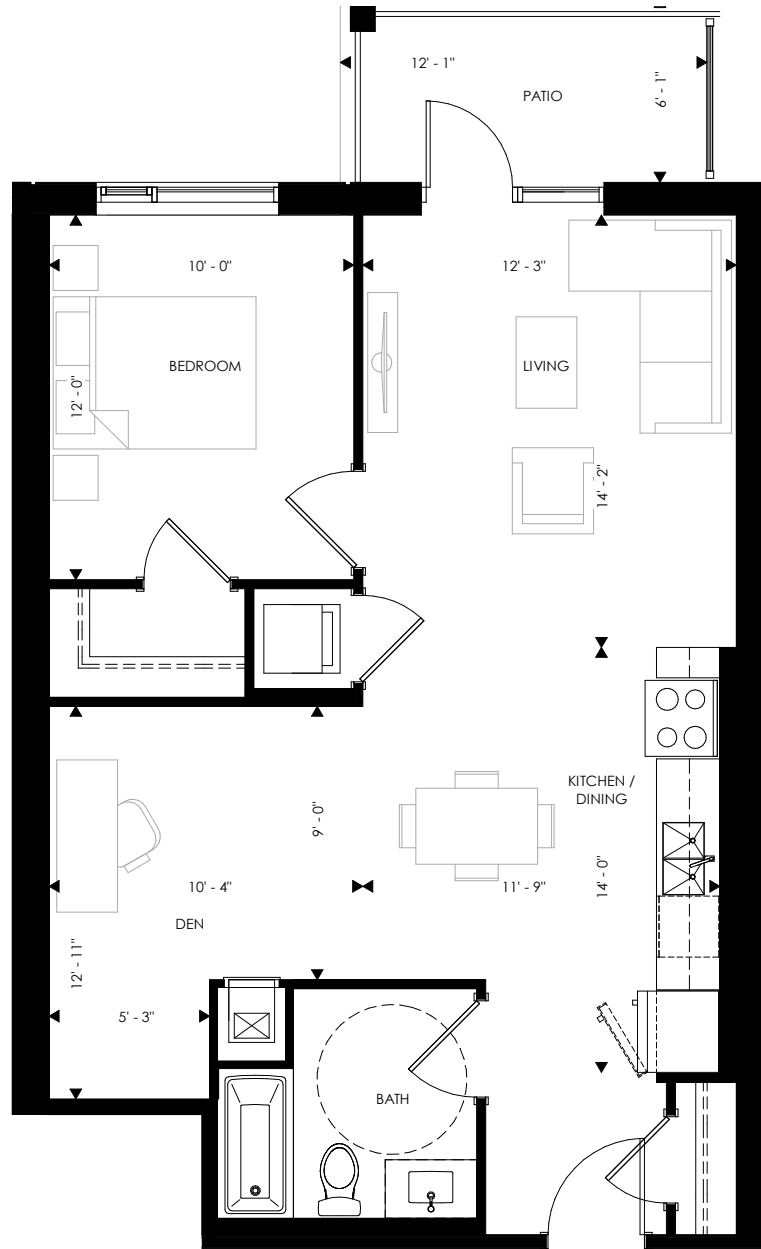 12' - 1"
PATIO
6' - 1"
10' - 0"
12' - 3"
BEDROOM
LIVING
12' - 0"
14' - 2"
KITCHEN /
DINING
9' - 0"
14' - 0"
10' - 4"
11' - 9"
DEN
12' - 11"
5' - 3"
BATH